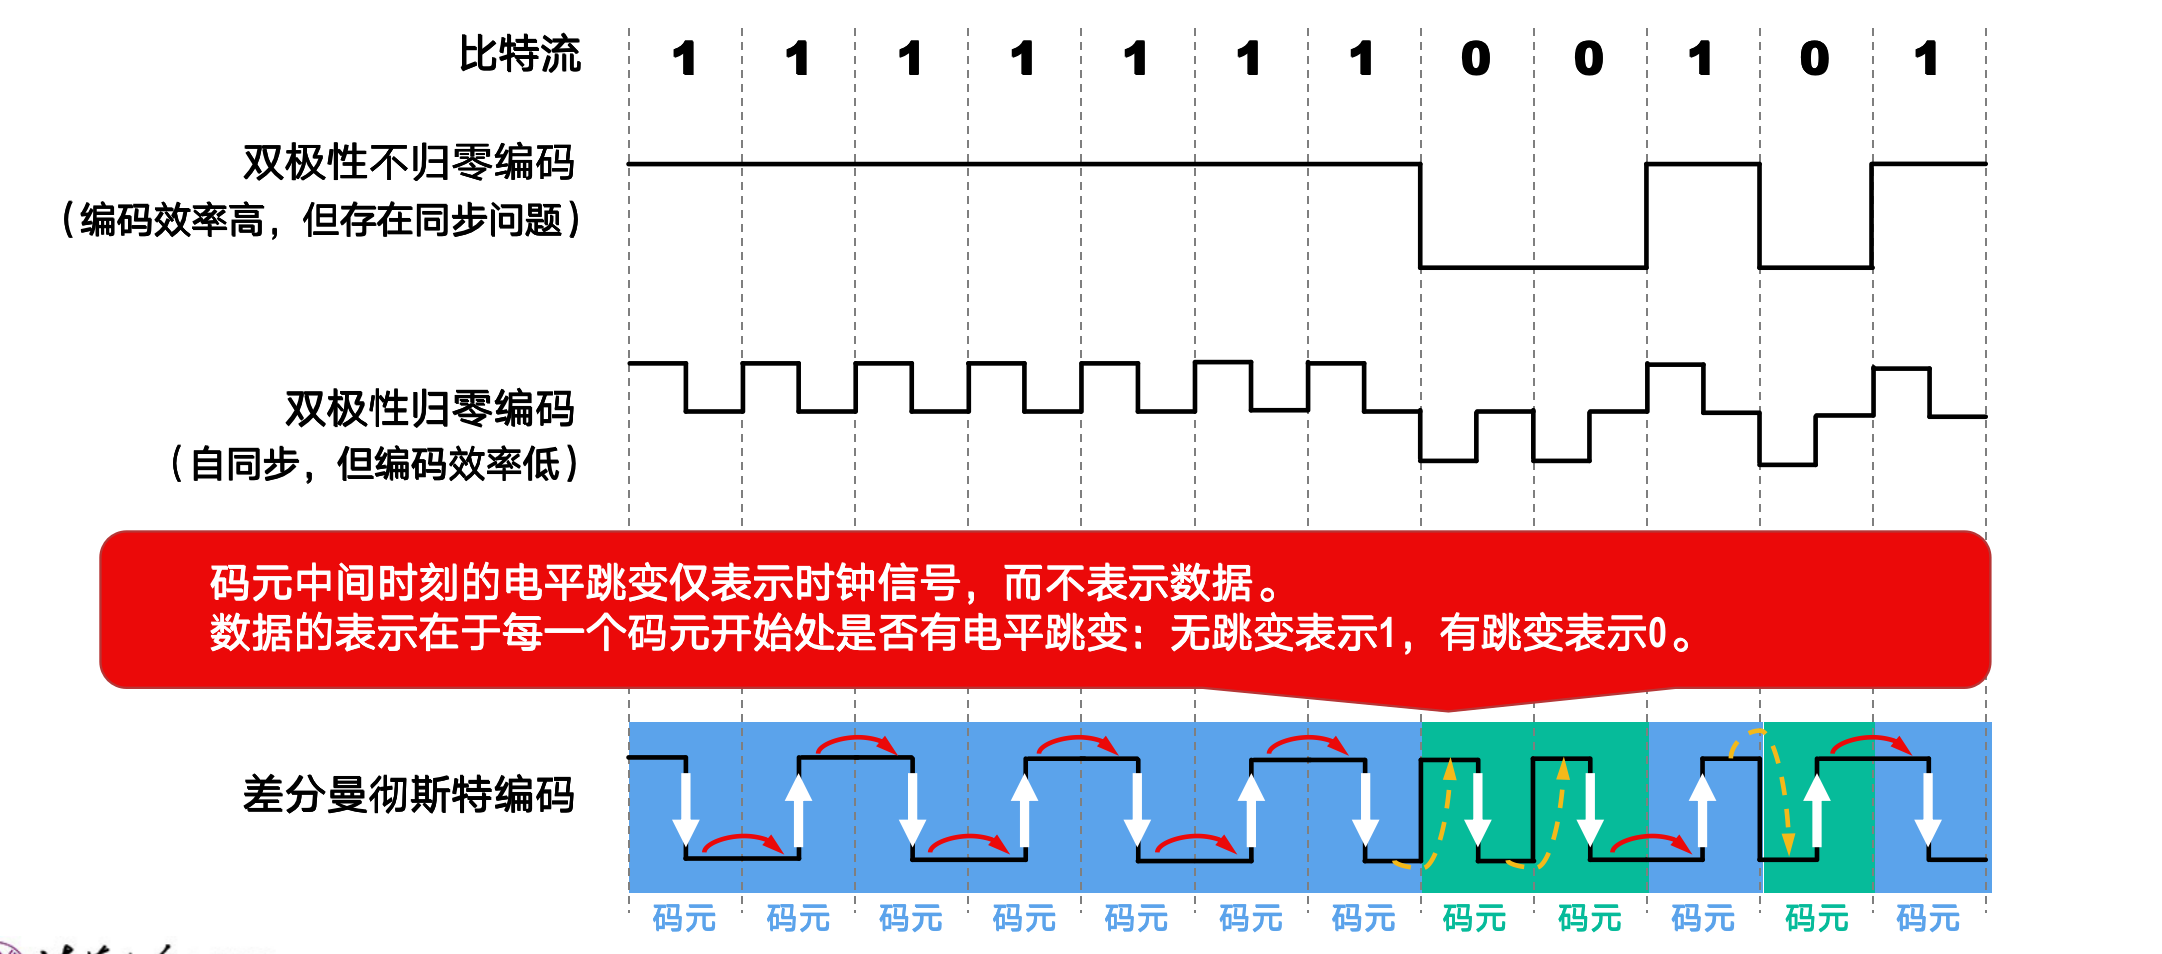 比特流 1 1 1 1 1 1 1 0 0 1 0 1
双极性不归零编码
（编码效率高，但存在同步问题）
双极性归零编码
（自同步，但编码效率低）
码元中间时刻的电平跳变仅表示时钟信号，而不表示数据。
数据的表示在于每一个码元开始处是否有电平跳变：无跳变表示1，有跳变表示0。
差分曼彻斯特编码
码元 码元 码元 码元 码元 码元 码元 码元 码元 码元 码元 码元